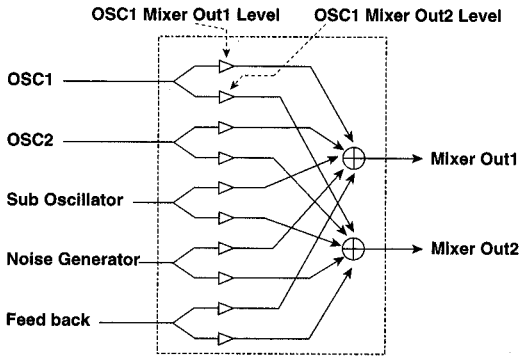 OSC1 Mixer Out1 Level
OSC1 Mixer Out2 Level
OSC1
OSC2
Mixer Out1
Sub Oscillator
Mixer Out2
Noise Generator
Feed back